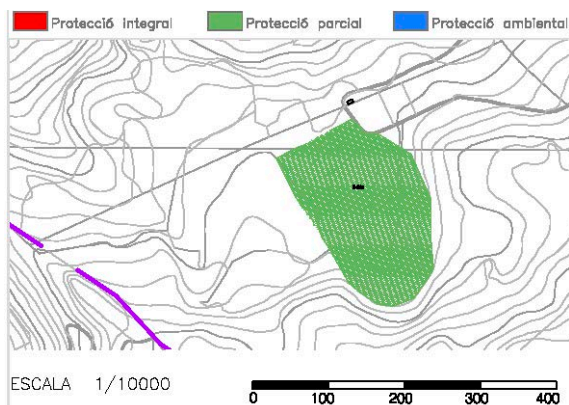 Protecció integral Protecció parcial Protecció ambiental
ESCALA 1/10000
0 100 200 300 400